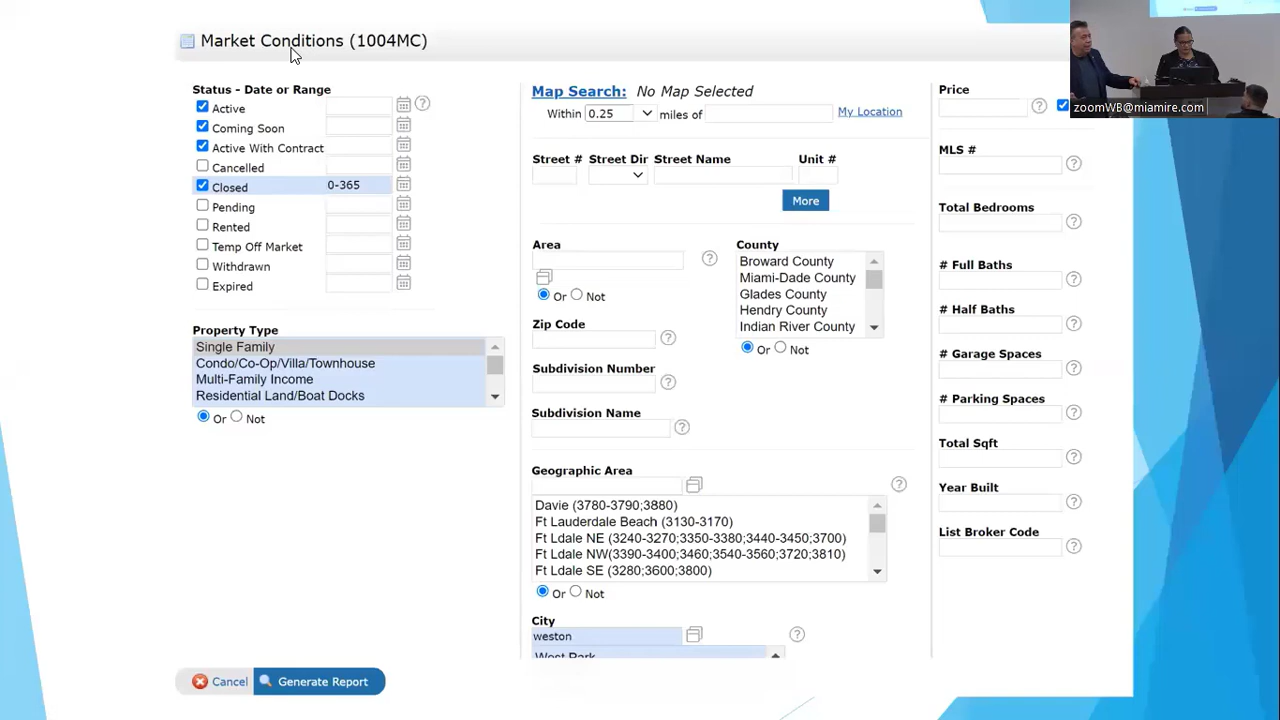 Market Conditions (1004MC)
Status - Date or Range
Active
Coming Soon
Active With Contract
Cancelled
Closed 0-365
Pending
Rented
Temp Off Market
Withdrawn
Expired
Property Type
Single Family
Condo/Co-Op/Villa/Townhouse
Multi-Family Income
Residential Land/Boat Docks
Or Not
Map Search: No Map Selected
Within 0.25 miles of My Location
Street # Street Dir Street Name Unit #
More
Area
Or Not
County
Broward County
Miami-Dade County
Glades County
Hendry County
Indian River County
Or Not
Zip Code
Subdivision Number
Subdivision Name
Geographic Area
Davie (3780-3790;3880)
Ft Lauderdale Beach (3130-3170)
Ft Ldale NE (3240-3270;3350-3380;3440-3450;3700)
Ft Ldale NW(3390-3400;3460;3540-3560;3720;3810)
Ft Ldale SE (3280;3600;3800)
Or Not
City
weston
West Park
Price
MLS #
Total Bedrooms
# Full Baths
# Half Baths
# Garage Spaces
# Parking Spaces
Total Sqft
Year Built
List Broker Code
Cancel
Generate Report
zoomWB@miamire.com